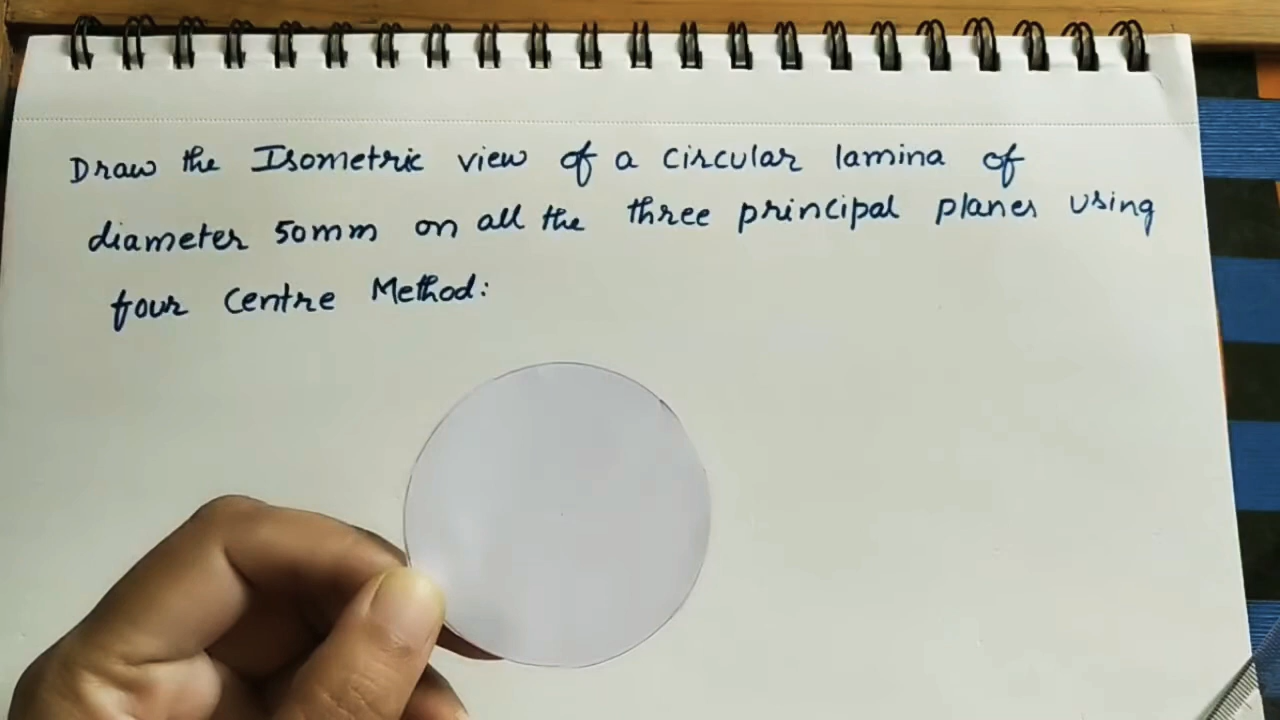 Draw the Isometric view of a circular lamina of
diameter 50mm on all the three principal planes using
four Centre Method: